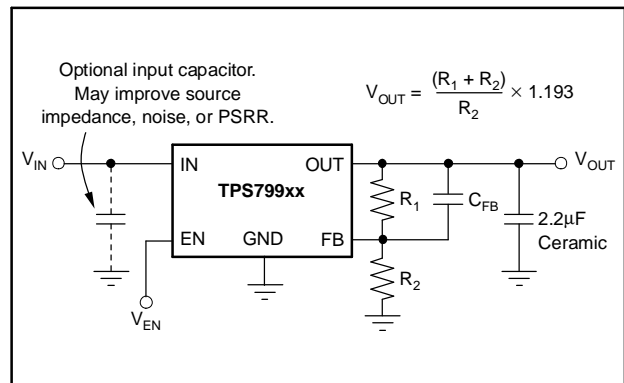 Optional input capacitor.
May improve source
impedance, noise, or PSRR.
V_OUT = (R_1 + R_2) / R_2 × 1.193
V_IN
IN
OUT
V_OUT
TPS799xx
R_1
C_FB
2.2μF
Ceramic
EN
GND
FB
R_2
V_EN